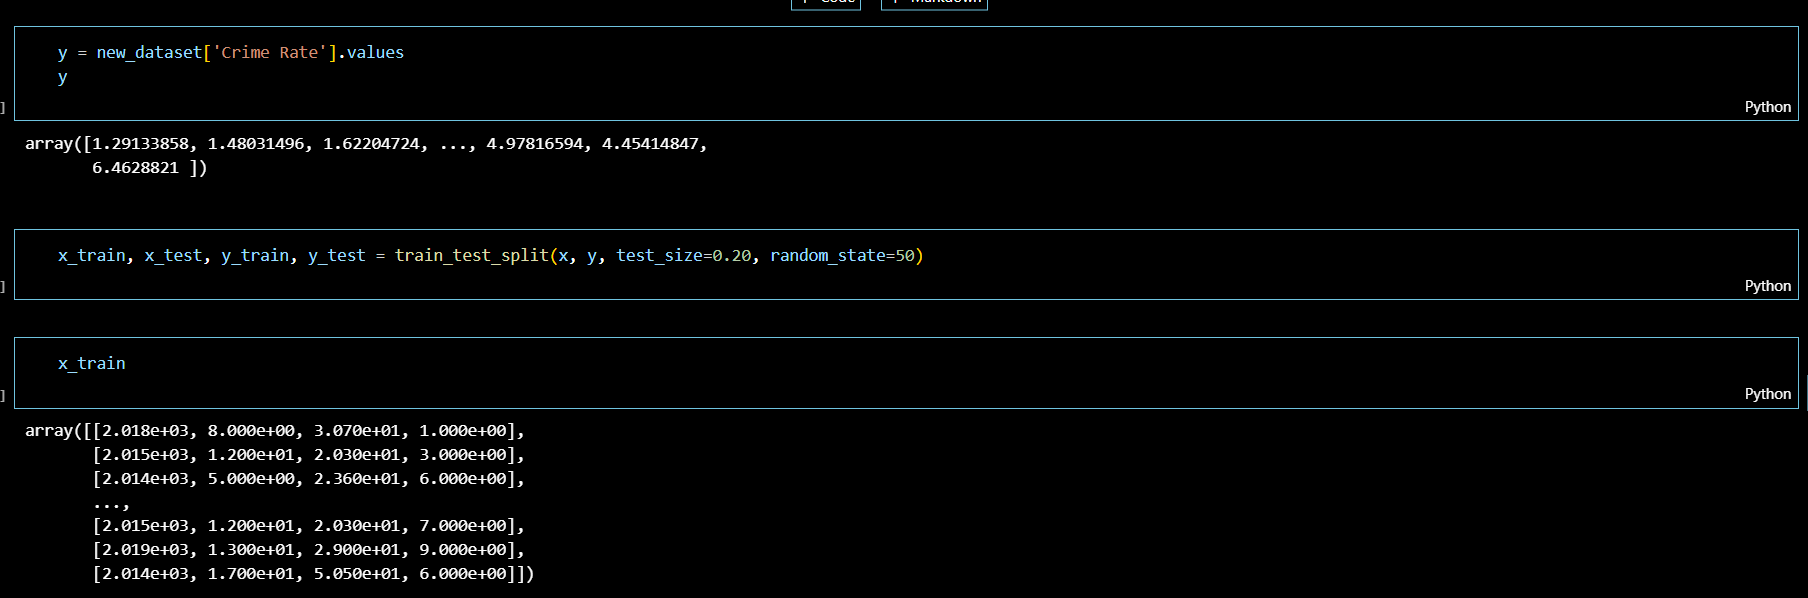 + Code + Markdown
y = new_dataset['Crime Rate'].values
y
]
Python
array([1.29133858, 1.48031496, 1.62204724, ..., 4.97816594, 4.45414847,
6.4628821 ])
x_train, x_test, y_train, y_test = train_test_split(x, y, test_size=0.20, random_state=50)
]
Python
x_train
]
Python
array([[2.018e+03, 8.000e+00, 3.070e+01, 1.000e+00],
[2.015e+03, 1.200e+01, 2.030e+01, 3.000e+00],
[2.014e+03, 5.000e+00, 2.360e+01, 6.000e+00],
...,
[2.015e+03, 1.200e+01, 2.030e+01, 7.000e+00],
[2.019e+03, 1.300e+01, 2.900e+01, 9.000e+00],
[2.014e+03, 1.700e+01, 5.050e+01, 6.000e+00]])